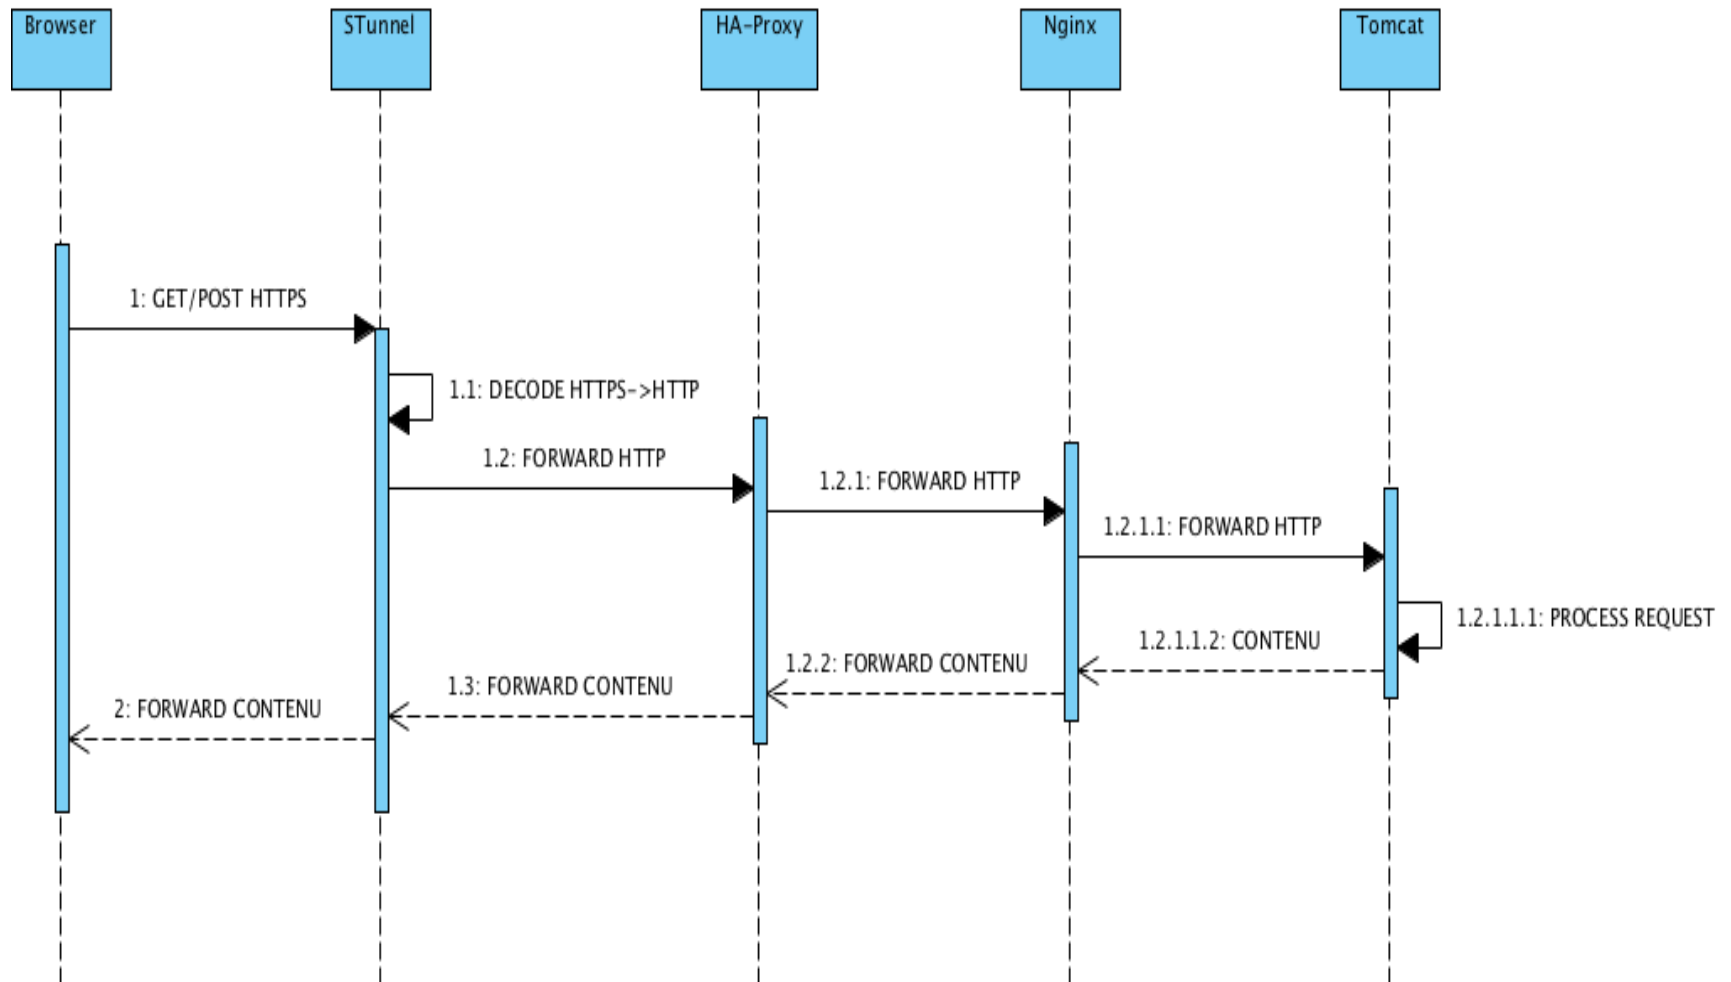 Browser
STunnel
HA-Proxy
Nginx
Tomcat
1: GET/POST HTTPS
1.1: DECODE HTTPS->HTTP
1.2: FORWARD HTTP
1.2.1: FORWARD HTTP
1.2.1.1: FORWARD HTTP
1.2.1.1.1: PROCESS REQUEST
1.2.1.1.2: CONTENU
1.2.2: FORWARD CONTENU
1.3: FORWARD CONTENU
2: FORWARD CONTENU